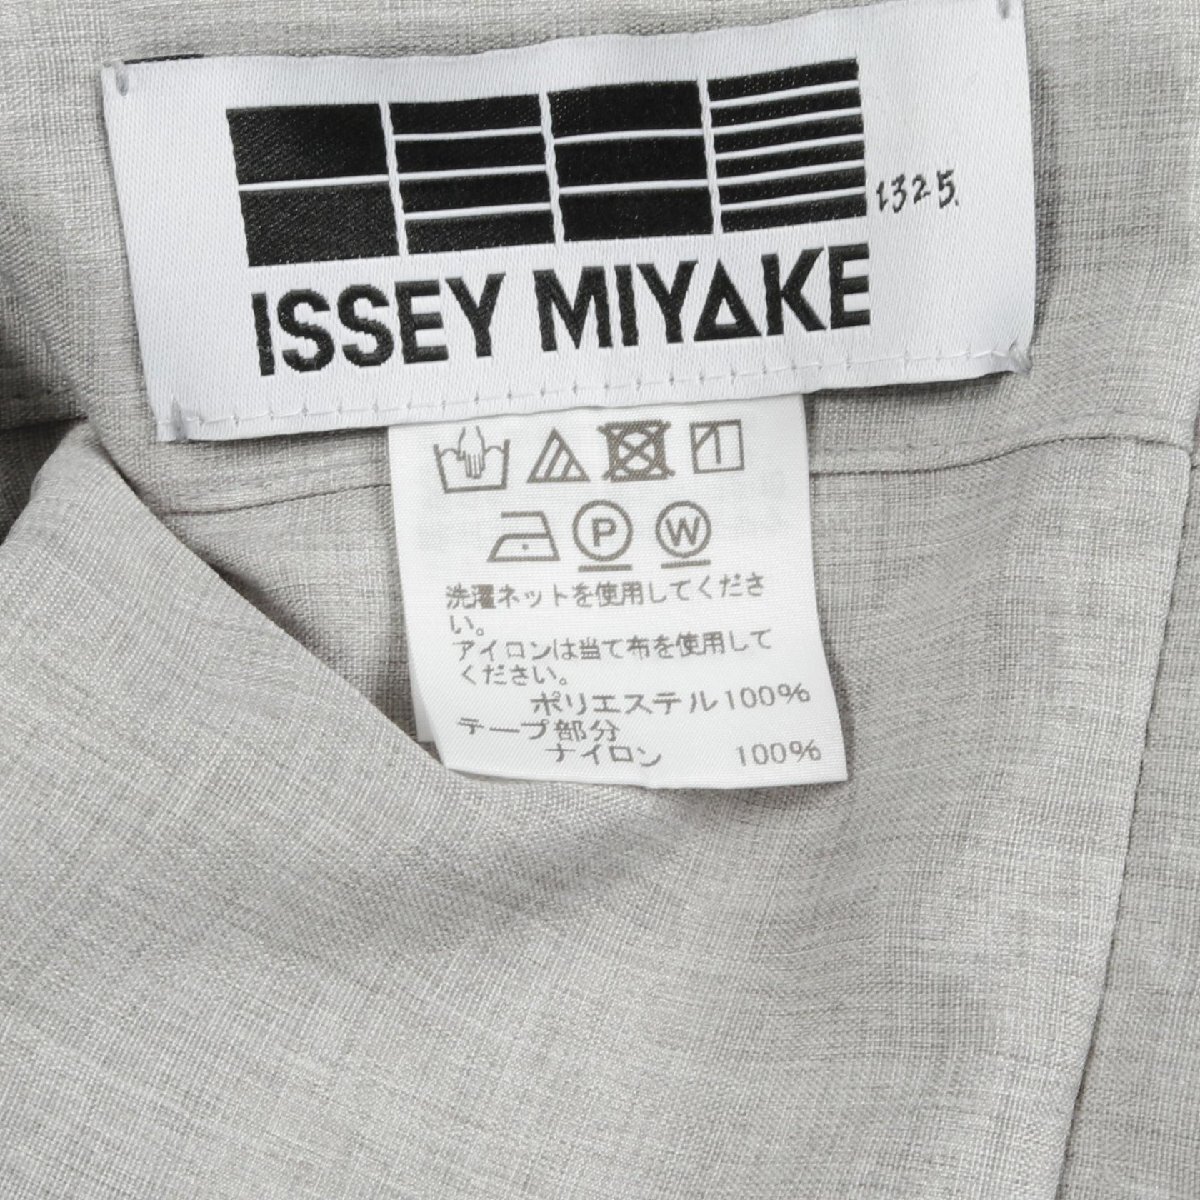 1325.
ISSEY MIYAKE
P W
洗濯ネットを使用してくださ
い。
アイロンは当て布を使用して
ください。
ポリエステル100%
テープ部分
ナイロン 100%